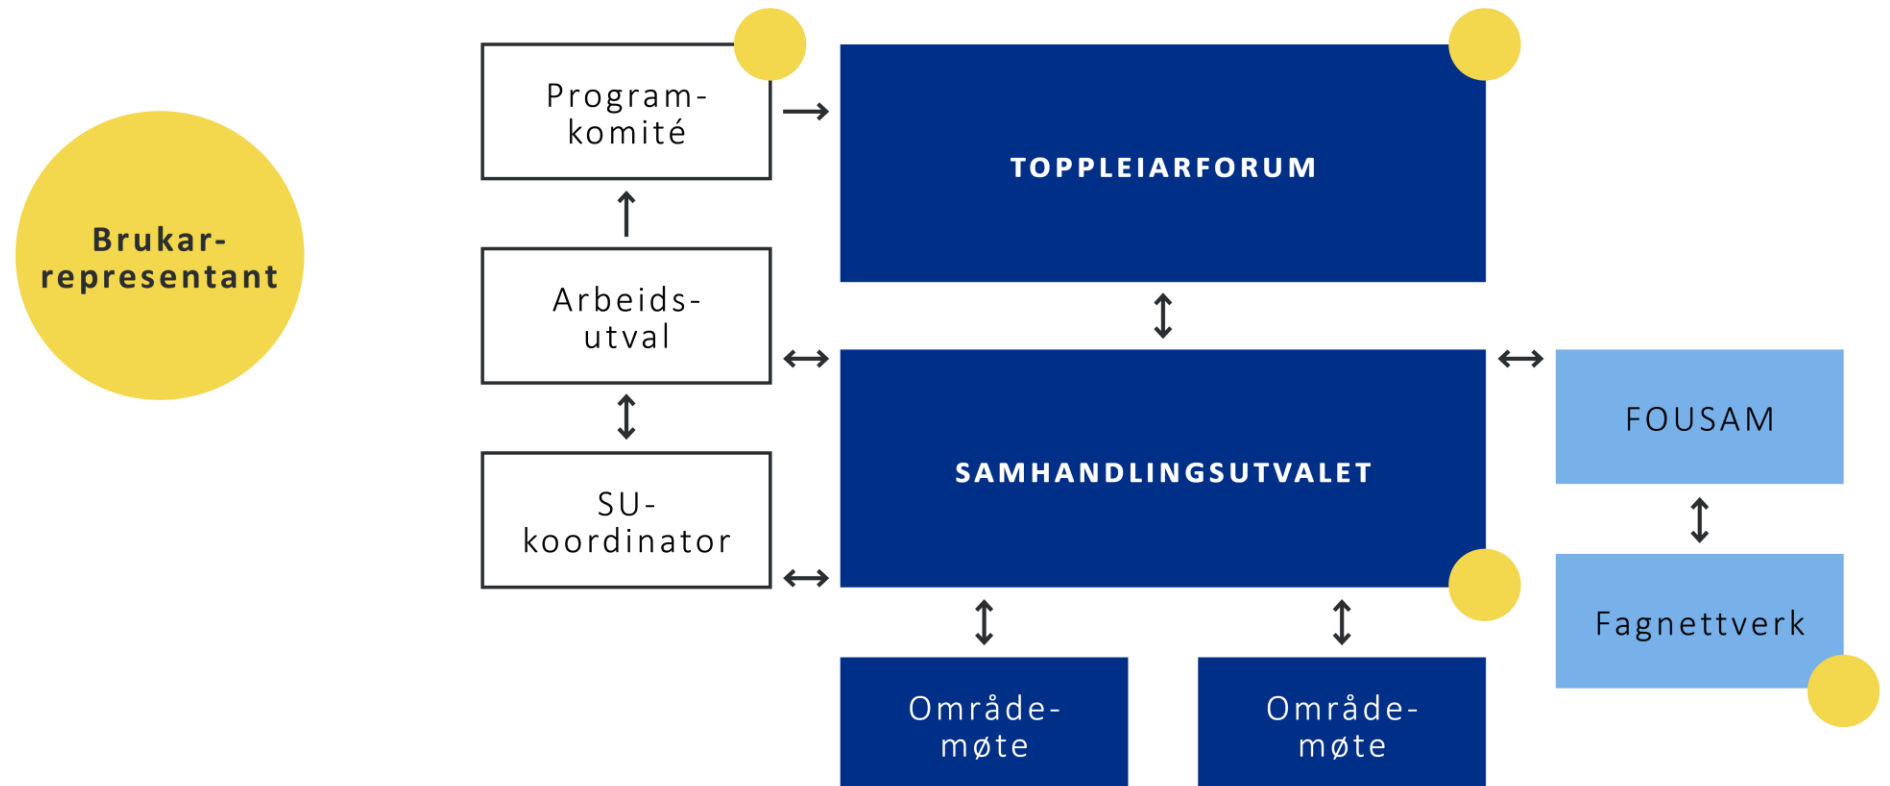 Brukar-
representant
Program-
komité
Arbeids-
utval
SU-
koordinator
TOPPLEIARFORUM
SAMHANDLINGSUTVALET
Område-
møte
Område-
møte
FOUSAM
Fagnettverk